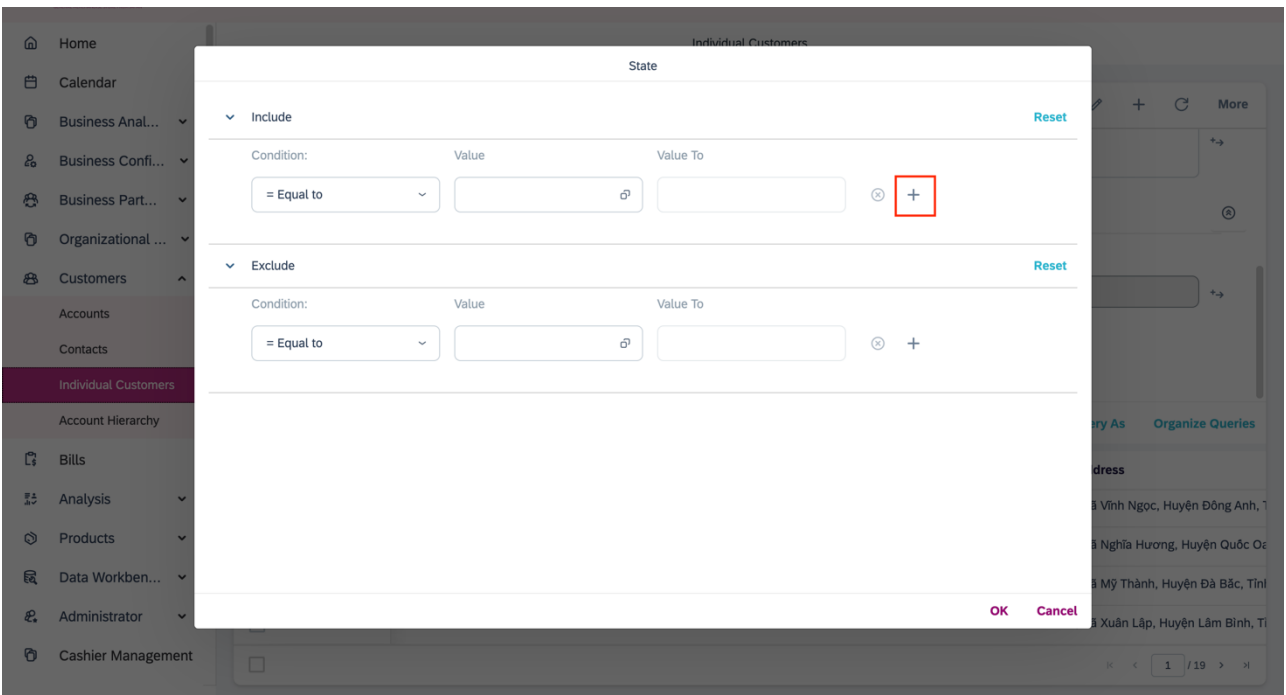 Home
Individual Customers
State
Calendar
Include
Reset
More
Business Anal...
Condition:
Value
Value To
Business Confi...
= Equal to
Business Part...
Organizational ...
Exclude
Reset
Customers
Condition:
Value
Value To
Accounts
= Equal to
Contacts
Individual Customers
Account Hierarchy
ery As
Organize Queries
Bills
dress
Analysis
ã Vĩnh Ngọc, Huyện Đông Anh, T
Products
ã Nghĩa Hương, Huyện Quốc Oa
Data Workben...
ã Mỹ Thành, Huyện Đà Bắc, Tỉnl
Administrator
OK
Cancel
ã Xuân Lập, Huyện Lâm Bình, Ti
Cashier Management
1 / 19